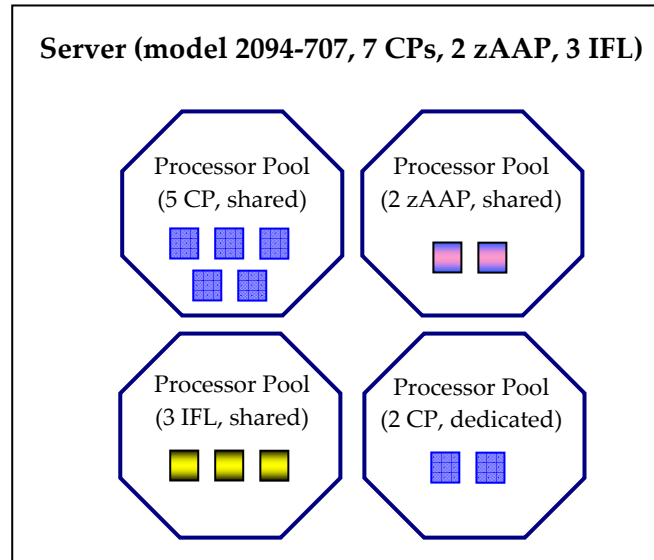 Server (model 2094-707, 7 CPs, 2 zAAP, 3 IFL)
Processor Pool
(5 CP, shared)
Processor Pool
(2 zAAP, shared)
Processor Pool
(3 IFL, shared)
Processor Pool
(2 CP, dedicated)